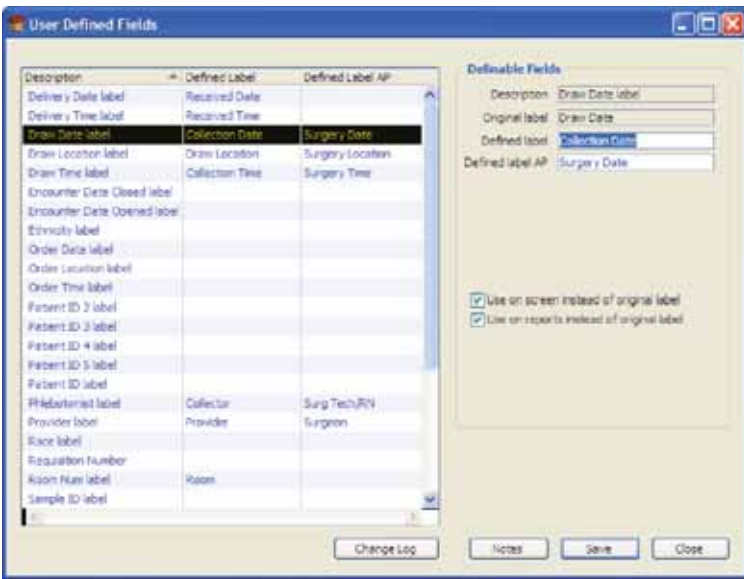 User Defined Fields
Description Defined Label Defined Label AP
Delivery Date label Received Date
Delivery Time label Received Time
Draw Date label Collection Date Surgery Date
Draw Location label Draw Location Surgery Location
Draw Time label Collection Time Surgery Time
Encounter Date Closed label
Encounter Date Opened label
Ethnicity label
Order Date label
Order Location label
Order Time label
Patient ID 2 label
Patient ID 3 label
Patient ID 4 label
Patient ID 5 label
Patient ID label
Phlebotomist label Collector Surg Tech/RN
Provider label Provider Surgeon
Race label
Requisition Number
Room Num label Room
Sample ID label
Change Log
Definable Fields
Description Draw Date label
Original label Draw Date
Defined label Collection Date
Defined label AP Surgery Date
Use on screen instead of original label
Use on reports instead of original label
Notes Save Close